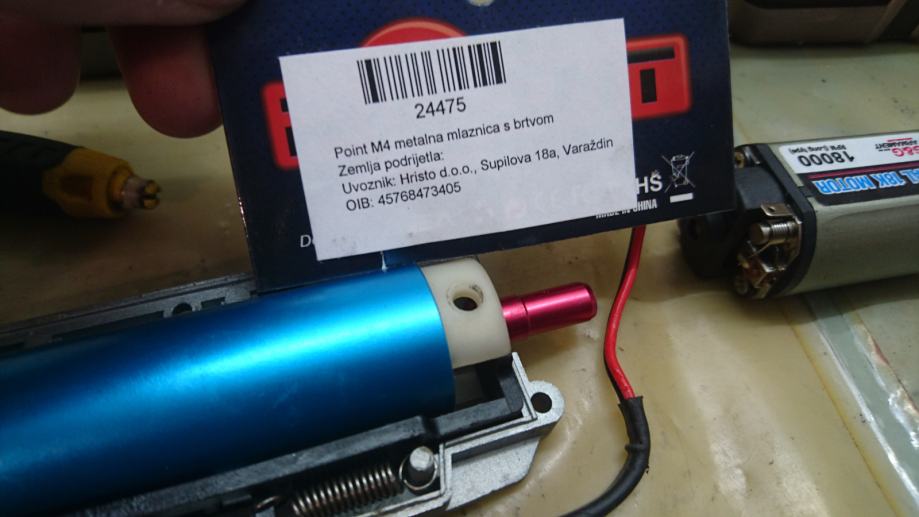 24475
Point M4 metalna mlaznica s brtvom
Zemlja podrijetla:
Uvoznik: Hristo d.o.o., Supilova 18a, Varaždin
OIB: 45768473405
MADE IN CHINA
18000
MOTOR